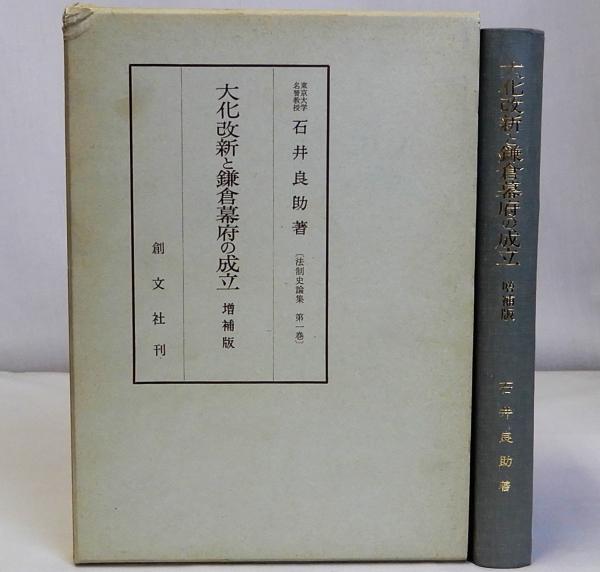 東京大学
名誉教授
石井良助著
〔法制史論集 第一巻〕
大化改新と鎌倉幕府の成立 増補版
創文社刊
大化改新と鎌倉幕府の成立 増補版
石井良助著